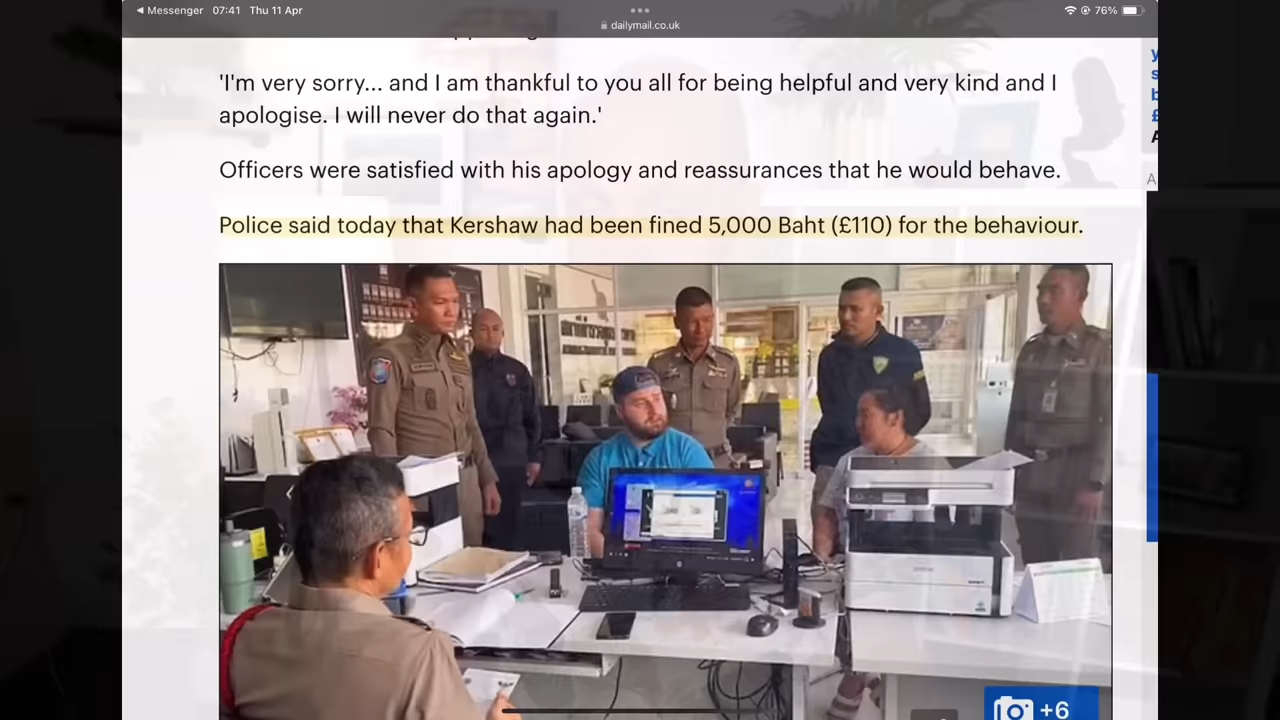 Messenger 07:41 Thu 11 Apr
76%
dailymail.co.uk
'I'm very sorry... and I am thankful to you all for being helpful and very kind and I
apologise. I will never do that again.'
Officers were satisfied with his apology and reassurances that he would behave.
Police said today that Kershaw had been fined 5,000 Baht (£110) for the behaviour.
+6